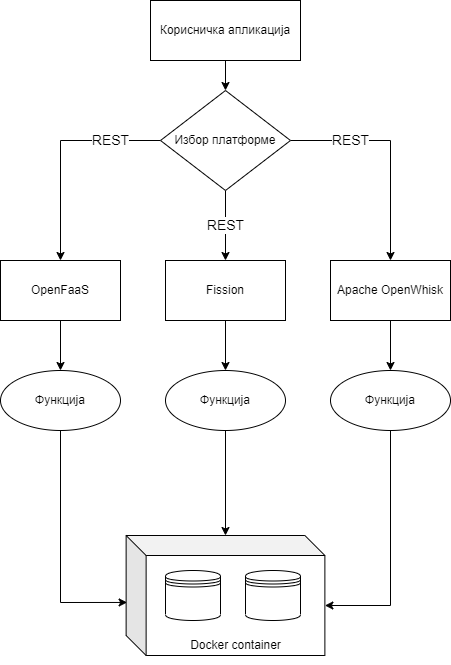 Корисничка апликација
Избор платформе
REST
REST
REST
OpenFaaS
Fission
Apache OpenWhisk
Функција
Функција
Функција
Docker container